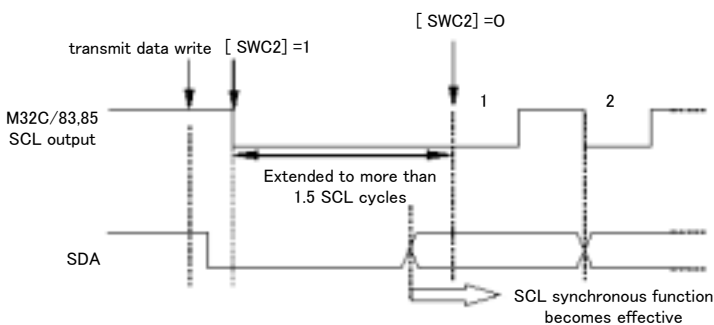 [ SWC2] =0
transmit data write [ SWC2] =1
1
2
M32C/83,85
SCL output
Extended to more than
1.5 SCL cycles
SDA
SCL synchronous function
becomes effective